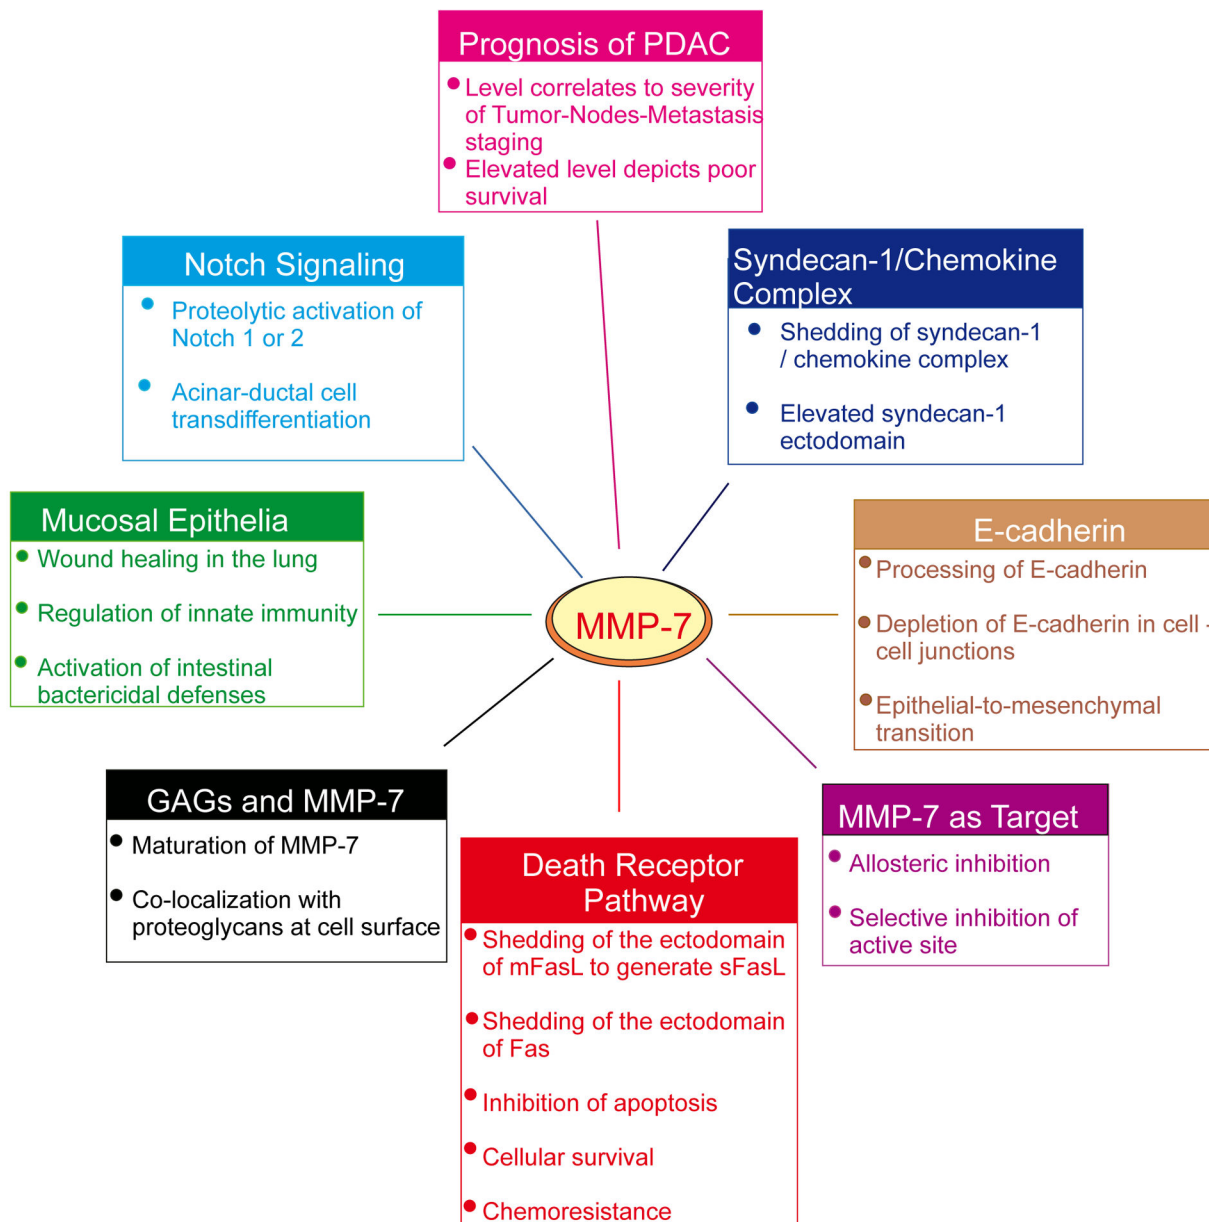 Prognosis of PDAC
Level correlates to severity
of Tumor-Nodes-Metastasis
staging
Elevated level depicts poor
survival
Notch Signaling
Proteolytic activation of
Notch 1 or 2
Acinar-ductal cell
transdifferentiation
Syndecan-1/Chemokine
Complex
Shedding of syndecan-1
/ chemokine complex
Elevated syndecan-1
ectodomain
Mucosal Epithelia
Wound healing in the lung
Regulation of innate immunity
Activation of intestinal
bactericidal defenses
MMP-7
E-cadherin
Processing of E-cadherin
Depletion of E-cadherin in cell -
cell junctions
Epithelial-to-mesenchymal
transition
GAGs and MMP-7
Maturation of MMP-7
Co-localization with
proteoglycans at cell surface
Death Receptor
Pathway
Shedding of the ectodomain
of mFasL to generate sFasL
Shedding of the ectodomain
of Fas
Inhibition of apoptosis
Cellular survival
Chemoresistance
MMP-7 as Target
Allosteric inhibition
Selective inhibition of
active site